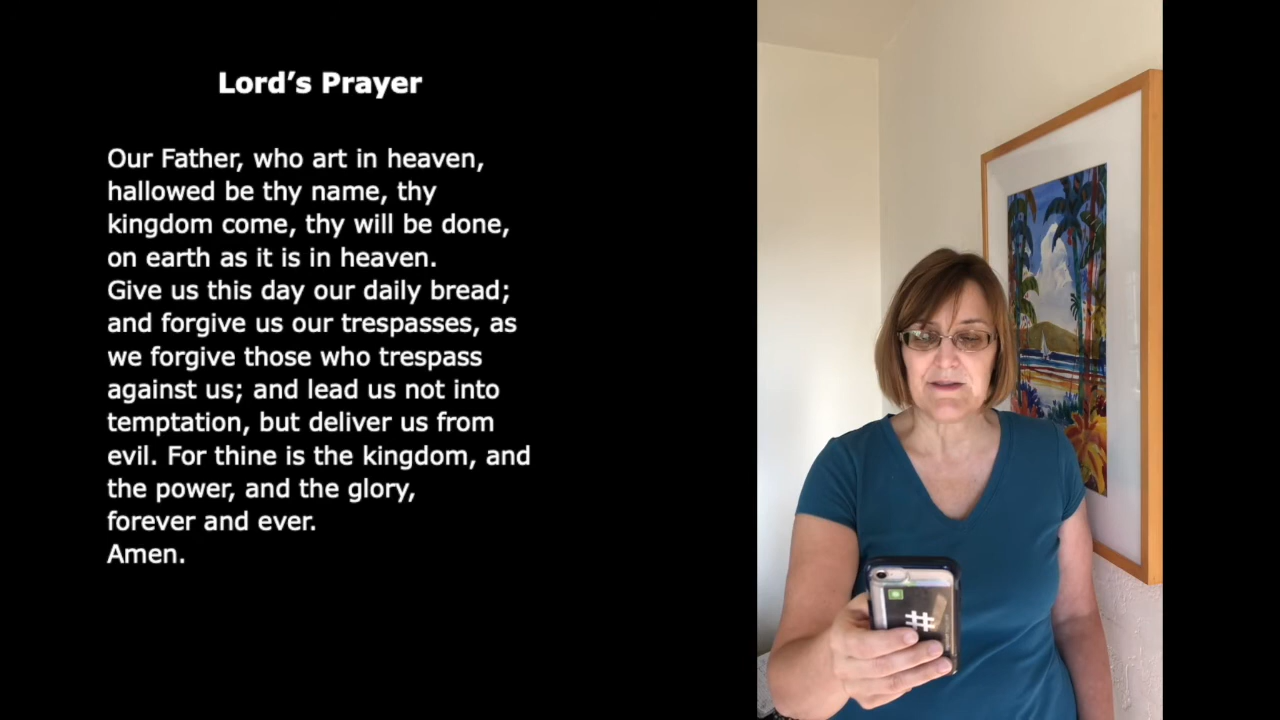 Lord’s Prayer
Our Father, who art in heaven,
hallowed be thy name, thy
kingdom come, thy will be done,
on earth as it is in heaven.
Give us this day our daily bread;
and forgive us our trespasses, as
we forgive those who trespass
against us; and lead us not into
temptation, but deliver us from
evil. For thine is the kingdom, and
the power, and the glory,
forever and ever.
Amen.
#